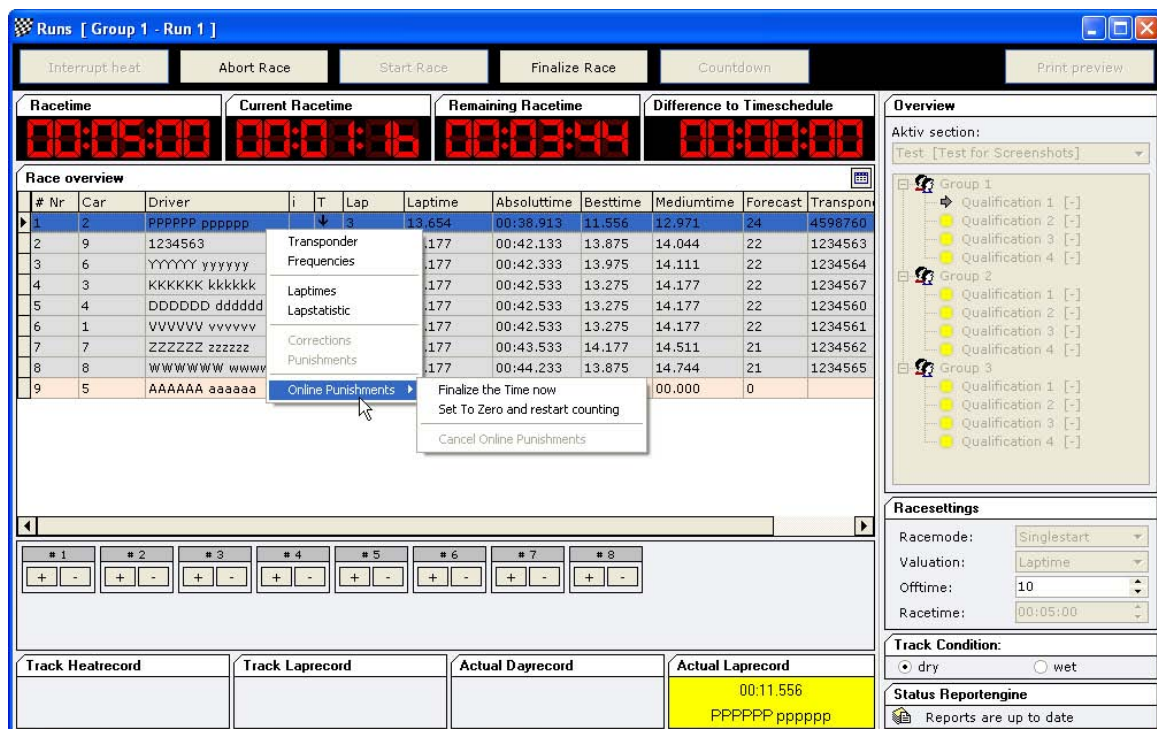 Runs [ Group 1 - Run 1 ]
Interrupt heat Abort Race Start Race Finalize Race Countdown Print preview
Racetime Current Racetime Remaining Racetime Difference to Timeschedule
00:05:00 00:01:16 00:03:44 00:00:00
Race overview
# Nr Car Driver i T Lap Laptime Absoluttime Besttime Mediumtime Forecast Transpon
1 2 PPPPPP pppppp 3 13.654 00:38.913 11.556 12.971 24 4598760
2 9 1234563 .177 00:42.133 13.875 14.044 22 1234563
3 6 YYYYYY yyyyyy .177 00:42.333 13.975 14.111 22 1234564
4 3 KKKKKK kkkkkk .177 00:42.533 13.275 14.177 22 1234567
5 4 DDDDDD dddddd .177 00:42.533 13.275 14.177 22 1234560
6 1 VVVVVV vvvvvv .177 00:42.533 13.275 14.177 22 1234561
7 7 ZZZZZZ zzzzzz .177 00:43.533 14.177 14.511 21 1234562
8 8 WWWWWW wwww .177 00:44.233 13.875 14.744 21 1234565
9 5 AAAAAA aaaaaa 00.000 0
Transponder
Frequencies
Laptimes
Lapstatistic
Corrections
Punishments
Online Punishments
Finalize the Time now
Set To Zero and restart counting
Cancel Online Punishments
# 1 # 2 # 3 # 4 # 5 # 6 # 7 # 8
+ - + - + - + - + - + - + - + -
Track Heatrecord Track Laprecord Actual Dayrecord Actual Laprecord
00:11.556
PPPPPP pppppp
Overview
Aktiv section:
Test [Test for Screenshots]
Group 1
Qualification 1 [-]
Qualification 2 [-]
Qualification 3 [-]
Qualification 4 [-]
Group 2
Qualification 1 [-]
Qualification 2 [-]
Qualification 3 [-]
Qualification 4 [-]
Group 3
Qualification 1 [-]
Qualification 2 [-]
Qualification 3 [-]
Qualification 4 [-]
Racesettings
Racemode: Singlestart
Valuation: Laptime
Offtime: 10
Racetime: 00:05:00
Track Condition:
dry wet
Status Reportengine
Reports are up to date